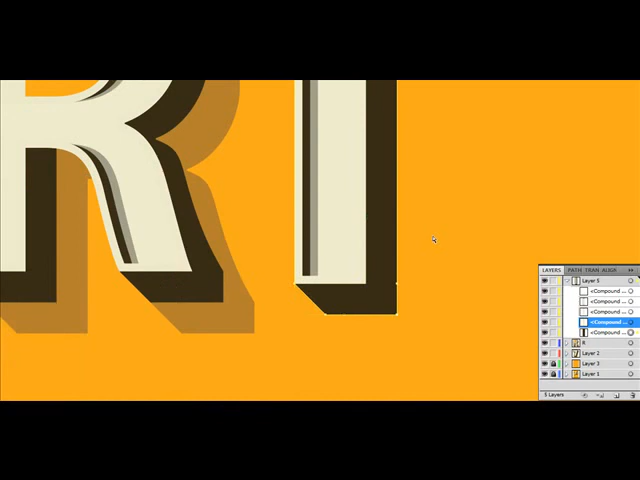 RI
LAYERS PATH TRAN ALIGN
Layer 5
<Compound ...
<Compound ...
<Compound ...
<Compound ...
<Compound ...
R
Layer 2
Layer 3
Layer 1
5 Layers